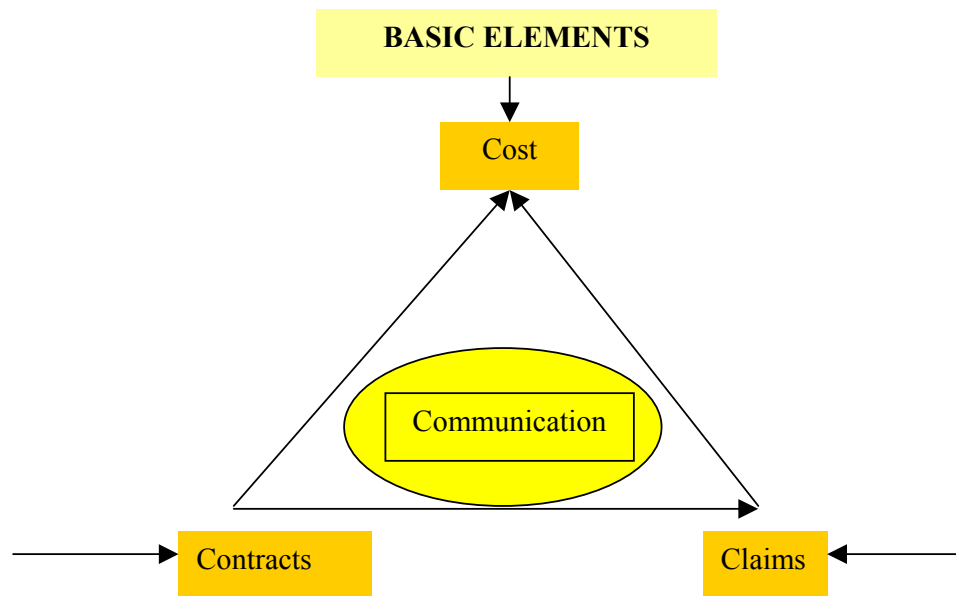 BASIC ELEMENTS
Cost
Communication
Contracts
Claims